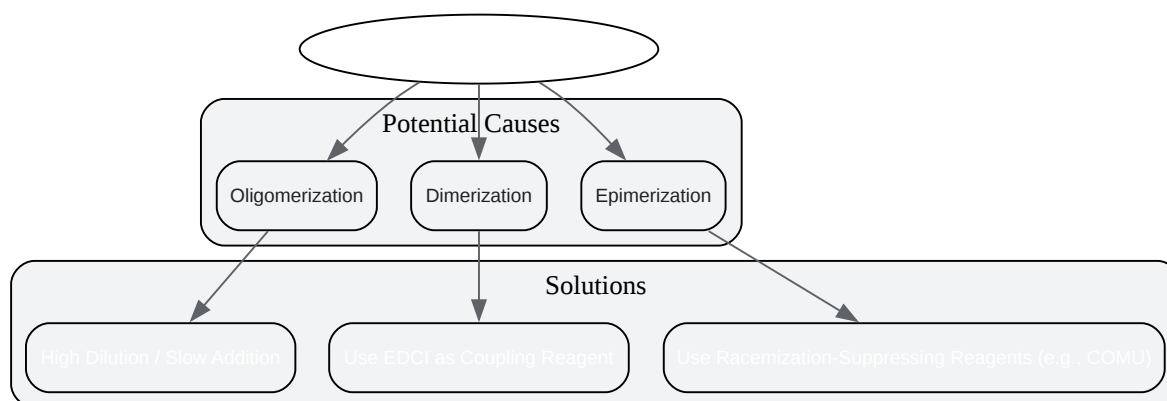 Potential Causes
Oligomerization
Dimerization
Epimerization
Solutions
High Dilution / Slow Addition
Use EDCI as Coupling Reagent
Use Racemization-Suppressing Reagents (e.g., COMU)